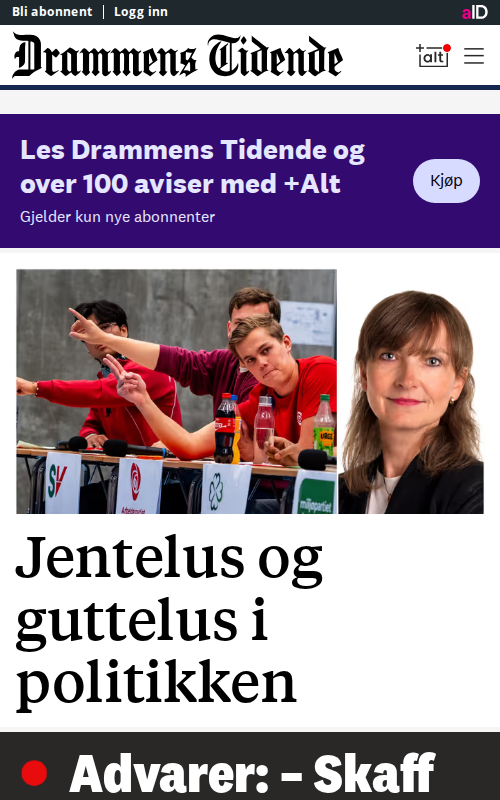 Bli abonnent | Logg inn
aID
Drammens Tidende
+alt
Les Drammens Tidende og
over 100 aviser med +Alt
Gjelder kun nye abonnenter
Kjøp
SV
Arbeiderpartiet
miljøpartiet
Jentelus og
guttelus i
politikken
Advarer: – Skaff